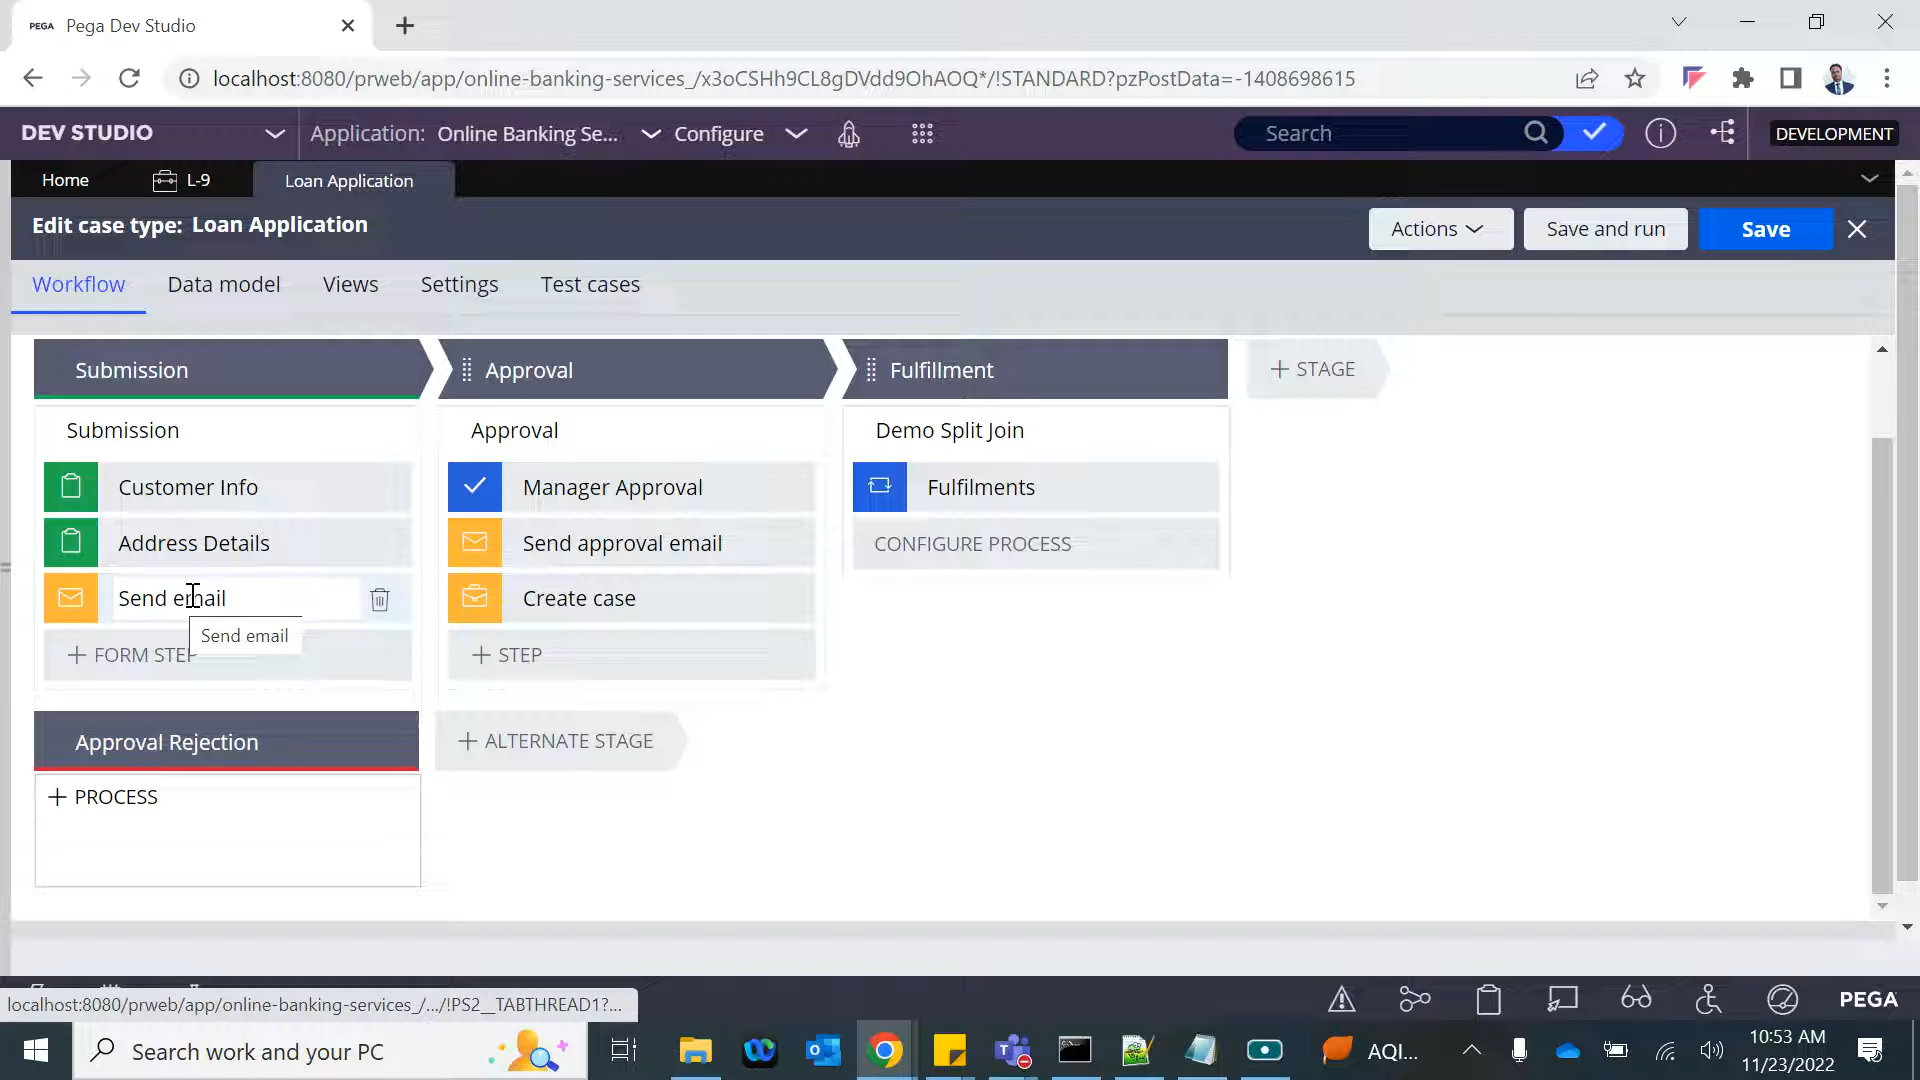 PEGA Pega Dev Studio
localhost:8080/prweb/app/online-banking-services_/x3oCSHh9CL8gDVdd9OhAOQ*/!STANDARD?pzPostData=-1408698615
DEV STUDIO Application: Online Banking Se... Configure Search DEVELOPMENT
Home L-9 Loan Application
Edit case type: Loan Application Actions Save and run Save
Workflow Data model Views Settings Test cases
Submission Approval Fulfillment + STAGE
Submission Approval Demo Split Join
Customer Info Manager Approval Fulfilments
Address Details Send approval email CONFIGURE PROCESS
Send email Create case
Send email
+ FORM STEP + STEP
Approval Rejection + ALTERNATE STAGE
+ PROCESS
localhost:8080/prweb/app/online-banking-services_/.../!PS2__TABTHREAD1?... PEGA
Search work and your PC AQI... 10:53 AM
11/23/2022